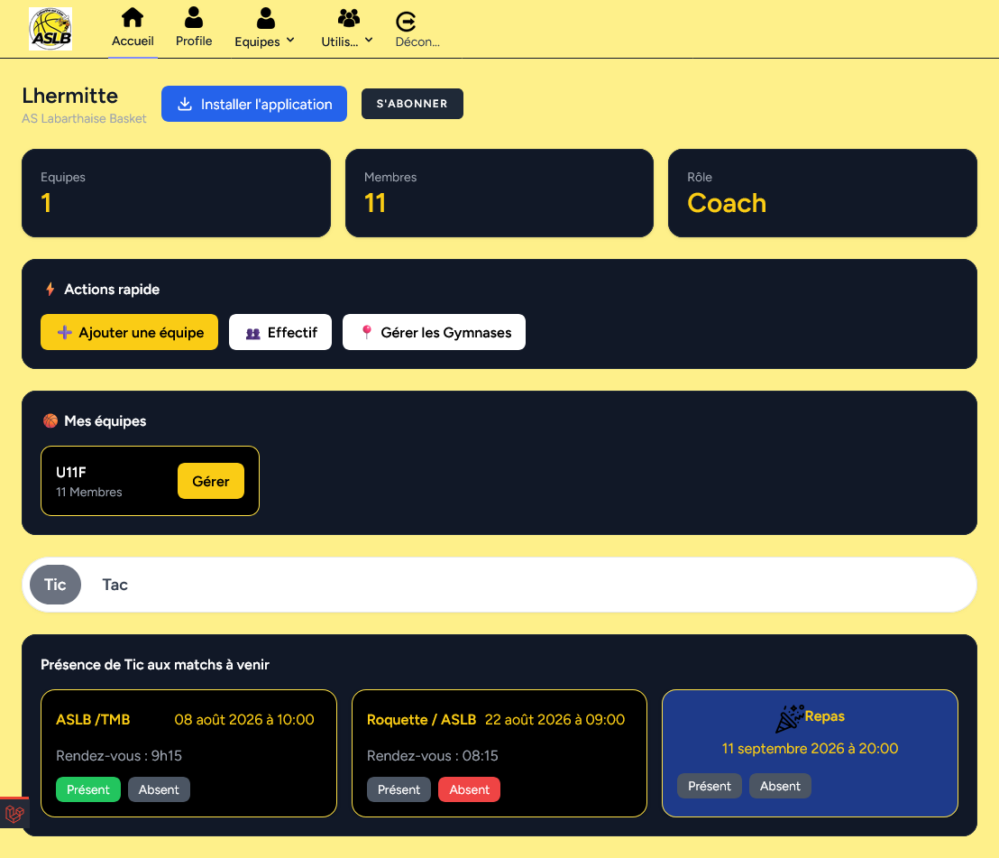 ASLB
Accueil
Profile
Equipes
Utilis...
Décon...
Lhermitte
AS Labarthaise Basket
Installer l'application
S'ABONNER
Equipes
1
Membres
11
Rôle
Coach
Actions rapide
Ajouter une équipe
Effectif
Gérer les Gymnases
Mes équipes
U11F
11 Membres
Gérer
Tic
Tac
Présence de Tic aux matchs à venir
ASLB /TMB
08 août 2026 à 10:00
Rendez-vous : 9h15
Présent
Absent
Roquette / ASLB
22 août 2026 à 09:00
Rendez-vous : 08:15
Présent
Absent
Repas
11 septembre 2026 à 20:00
Présent
Absent